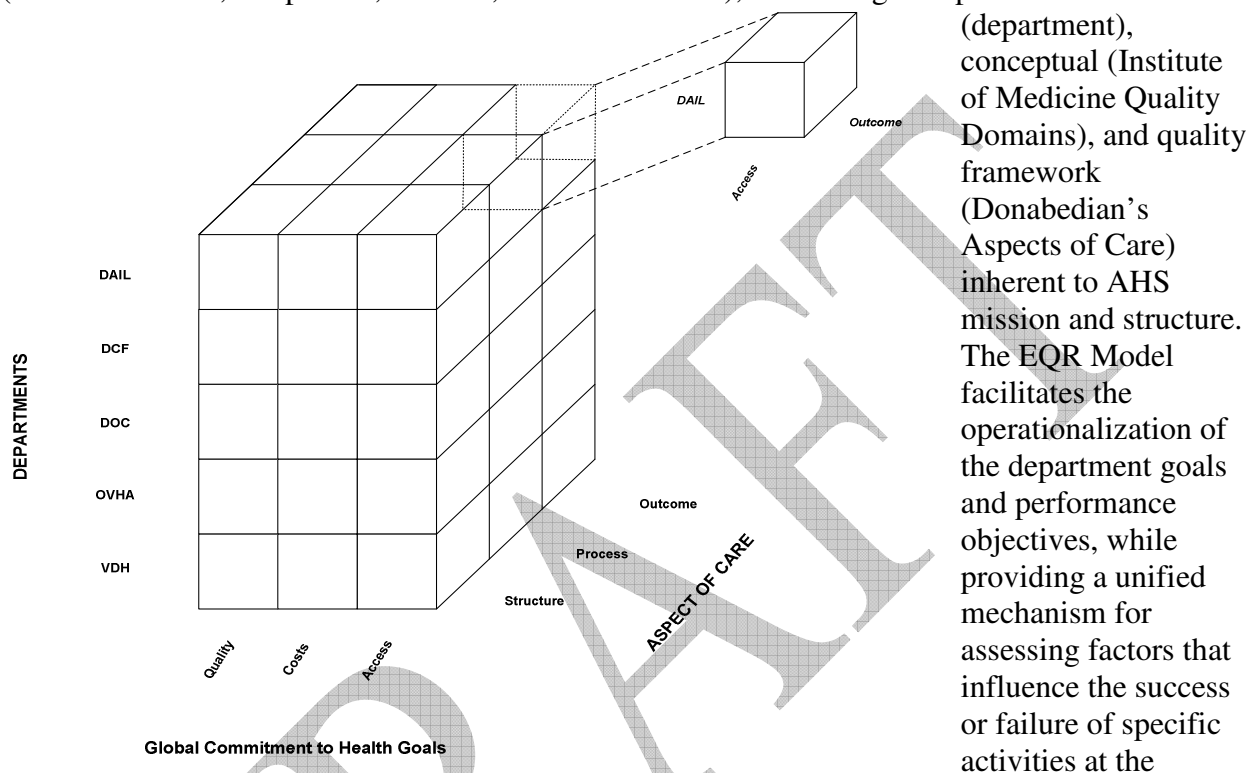 (department),
conceptual (Institute
of Medicine Quality
Domains), and quality
framework
(Donabedian's
Aspects of Care)
inherent to AHS
mission and structure.
The EQR Model
facilitates the
operationalization of
the department goals
and performance
objectives, while
providing a unified
mechanism for
assessing factors that
influence the success
or failure of specific
activities at the
DAIL
Outcome
Access
DEPARTMENTS
DAIL
DCF
DOC
OVHA
VDH
Outcome
Process
Structure
ASPECT OF CARE
Quality
Costs
Access
Global Commitment to Health Goals
DRAFT